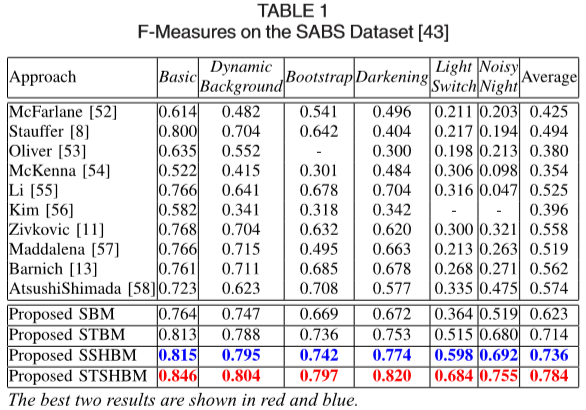 TABLE 1
F-Measures on the SABS Dataset [43]
Approach Basic Dynamic Background Bootstrap Darkening Light Switch Noisy Night Average
McFarlane [52] 0.614 0.482 0.541 0.496 0.211 0.203 0.425
Stauffer [8] 0.800 0.704 0.642 0.404 0.217 0.194 0.494
Oliver [53] 0.635 0.552 - 0.300 0.198 0.213 0.380
McKenna [54] 0.522 0.415 0.301 0.484 0.306 0.098 0.354
Li [55] 0.766 0.641 0.678 0.704 0.316 0.047 0.525
Kim [56] 0.582 0.341 0.318 0.342 - - 0.396
Zivkovic [11] 0.768 0.704 0.632 0.620 0.300 0.321 0.558
Maddalena [57] 0.766 0.715 0.495 0.663 0.213 0.263 0.519
Barnich [13] 0.761 0.711 0.685 0.678 0.268 0.271 0.562
AtsushiShimada [58] 0.723 0.623 0.708 0.577 0.335 0.475 0.574
Proposed SBM 0.764 0.747 0.669 0.672 0.364 0.519 0.623
Proposed STBM 0.813 0.788 0.736 0.753 0.515 0.680 0.714
Proposed SSHBM 0.815 0.795 0.742 0.774 0.598 0.692 0.736
Proposed STSHBM 0.846 0.804 0.797 0.820 0.684 0.755 0.784
The best two results are shown in red and blue.